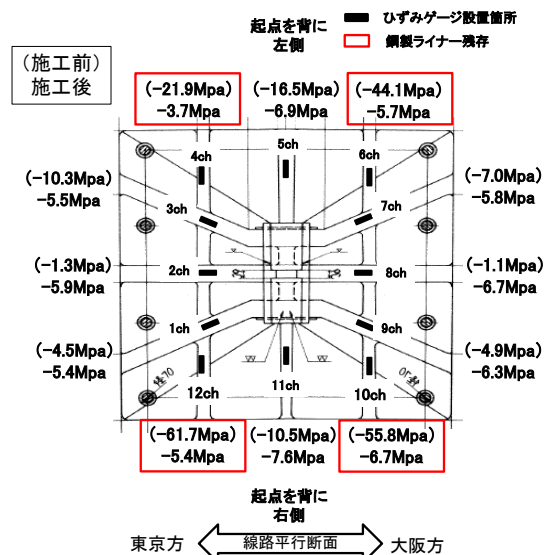 起点を背に
左側
ひずみゲージ設置箇所
鋼製ライナー残存
(施工前)
施工後
(-21.9Mpa)
-3.7Mpa
(-16.5Mpa)
-6.9Mpa
(-44.1Mpa)
-5.7Mpa
4ch
5ch
6ch
(-10.3Mpa)
-5.5Mpa
3ch
7ch
(-7.0Mpa)
-5.8Mpa
(-1.3Mpa)
-5.9Mpa
2ch
8ch
(-1.1Mpa)
-6.7Mpa
(-4.5Mpa)
-5.4Mpa
1ch
9ch
(-4.9Mpa)
-6.3Mpa
12ch
11ch
10ch
(-61.7Mpa)
-5.4Mpa
(-10.5Mpa)
-7.6Mpa
(-55.8Mpa)
-6.7Mpa
起点を背に
右側
東京方
線路平行断面
大阪方